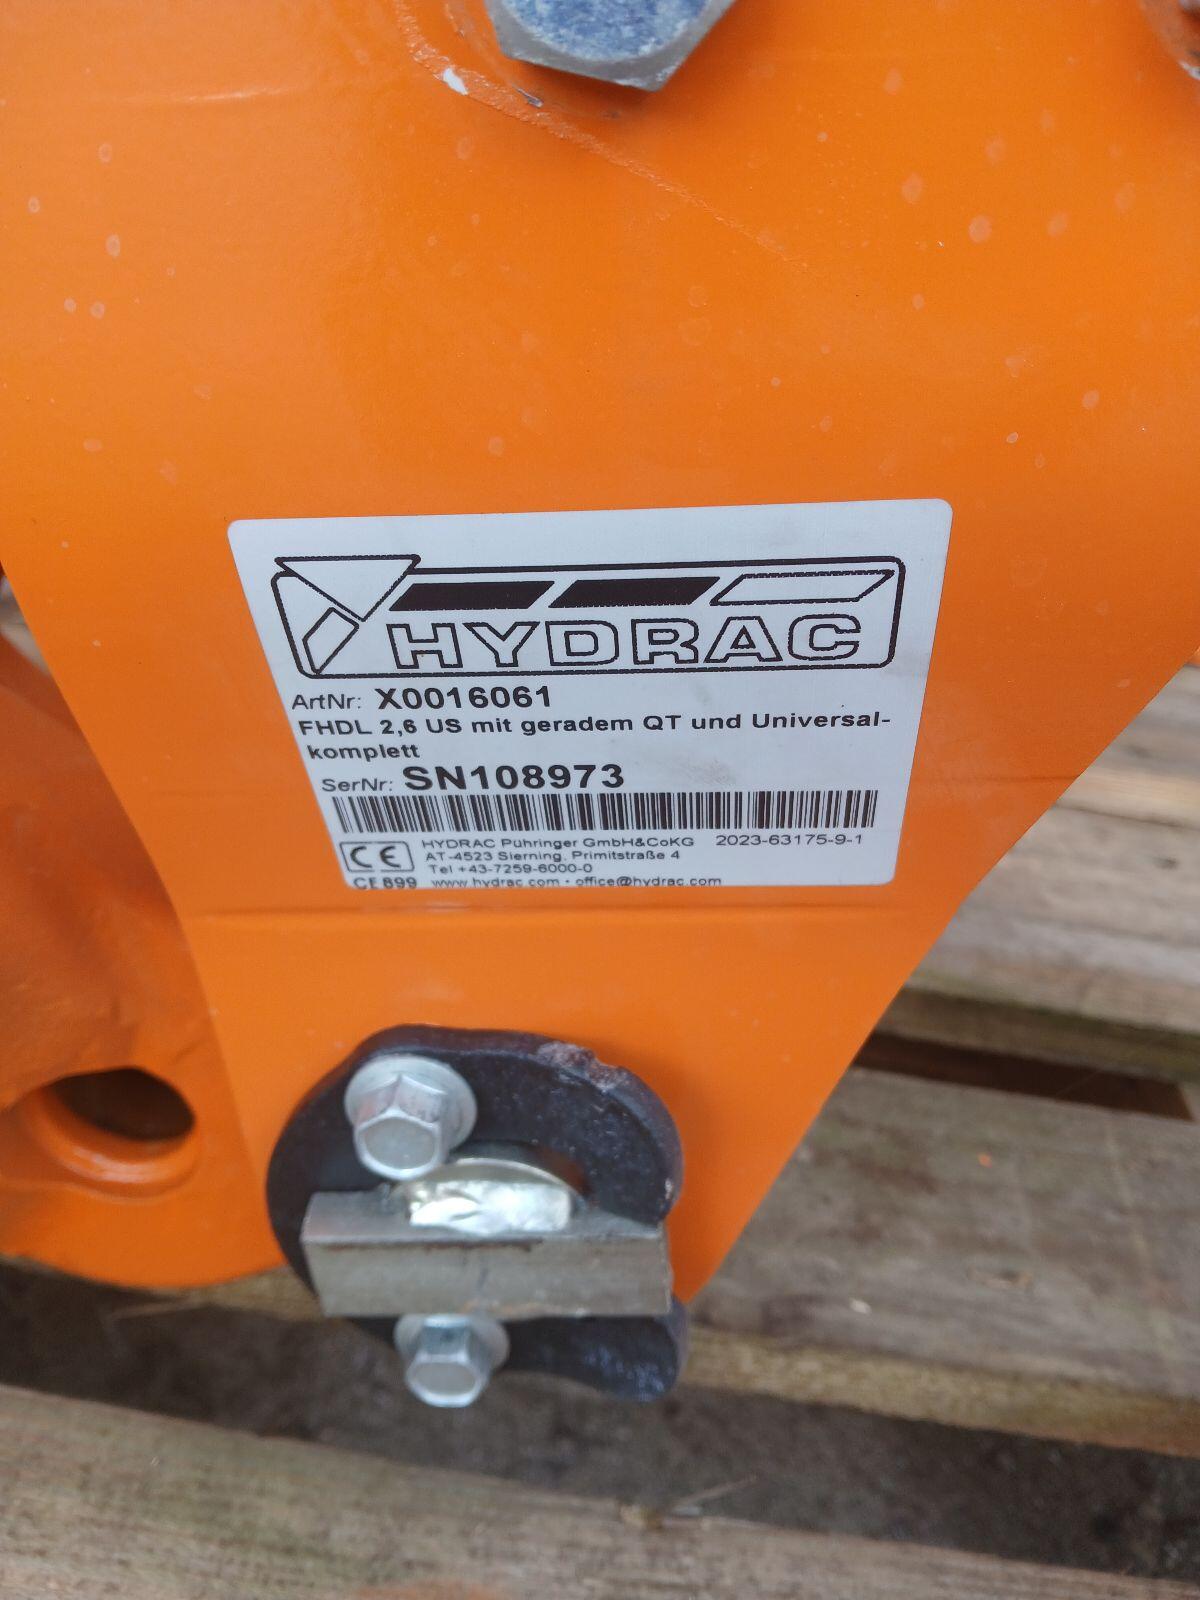 HYDRAC
ArtNr: X0016061
FHDL 2,6 US mit geradem QT und Universal-
komplett
SerNr: SN108973
CE HYDRAC Pühringer GmbH&CoKG 2023-63175-9-1
AT-4523 Sierning, Primitstraße 4
Tel +43-7259-6000-0
CE899 www.hydrac.com • office@hydrac.com